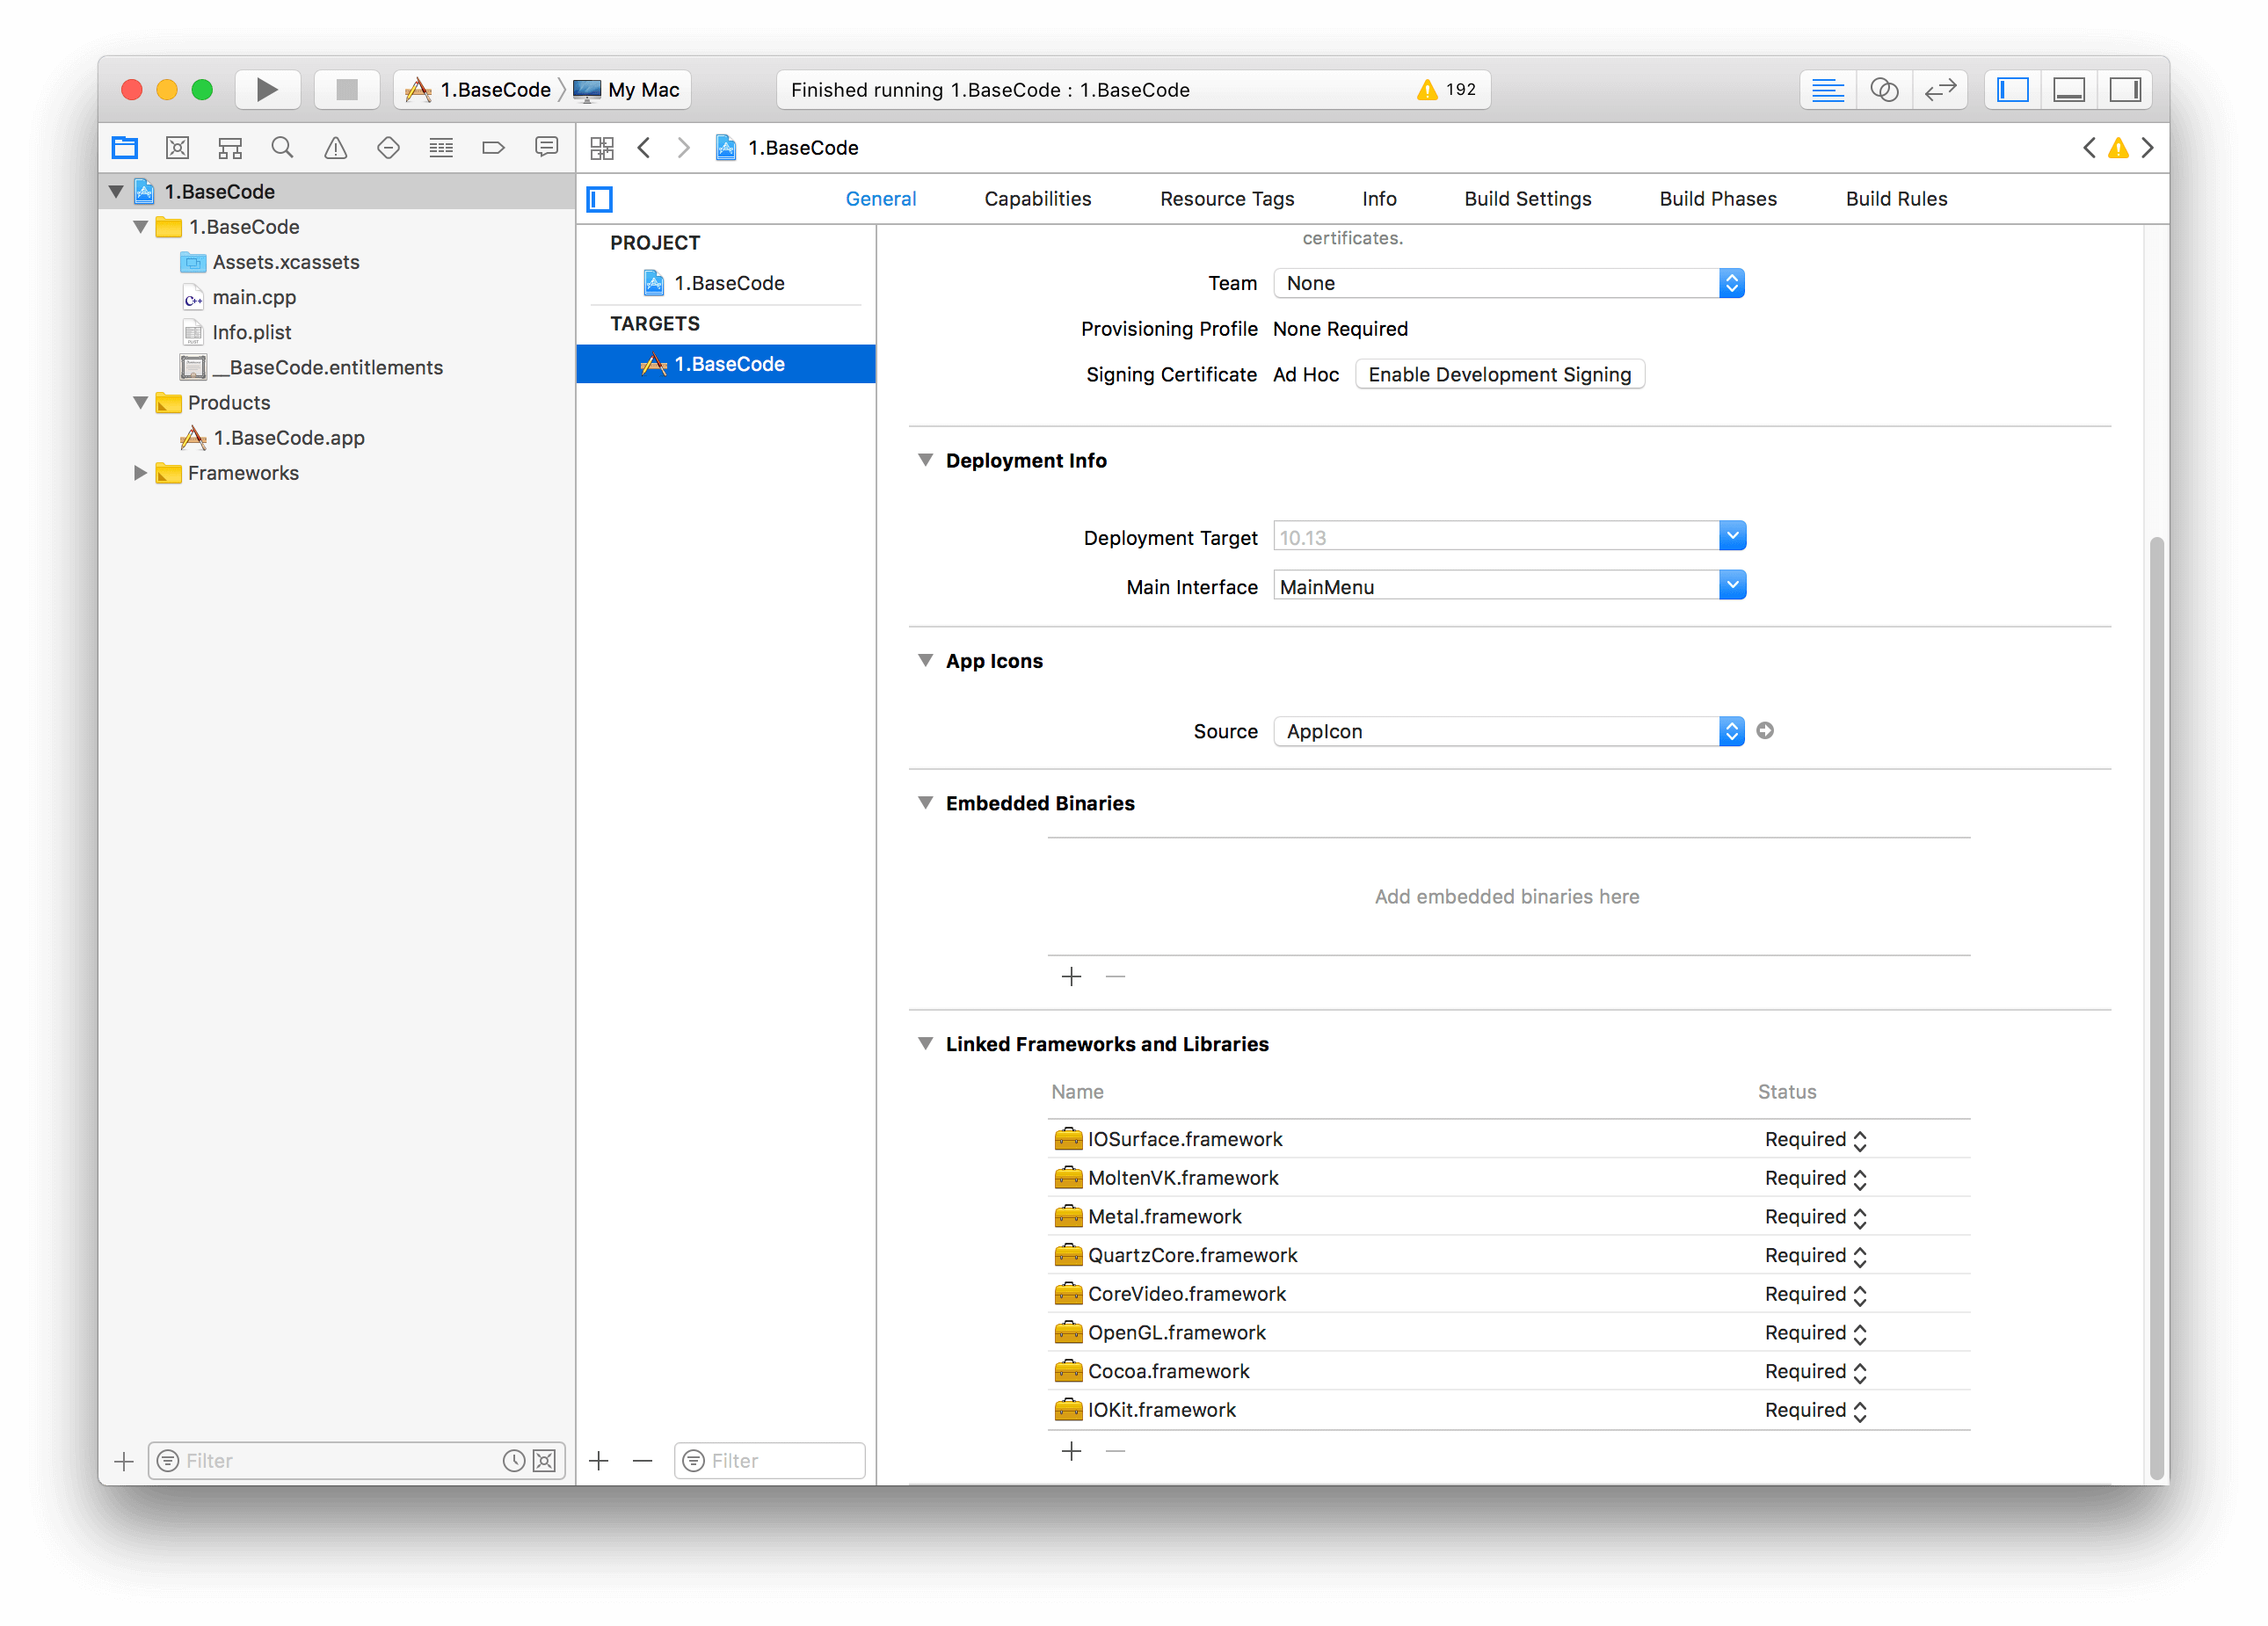 1.BaseCode
My Mac
Finished running 1.BaseCode : 1.BaseCode
192
1.BaseCode
General
Capabilities
Resource Tags
Info
Build Settings
Build Phases
Build Rules
1.BaseCode
1.BaseCode
Assets.xcassets
main.cpp
Info.plist
__BaseCode.entitlements
Products
1.BaseCode.app
Frameworks
Filter
PROJECT
1.BaseCode
TARGETS
1.BaseCode
Filter
certificates.
Team None
Provisioning Profile None Required
Signing Certificate Ad Hoc Enable Development Signing
Deployment Info
Deployment Target 10.13
Main Interface MainMenu
App Icons
Source AppIcon
Embedded Binaries
Add embedded binaries here
Linked Frameworks and Libraries
Name Status
IOSurface.framework Required
MoltenVK.framework Required
Metal.framework Required
QuartzCore.framework Required
CoreVideo.framework Required
OpenGL.framework Required
Cocoa.framework Required
IOKit.framework Required